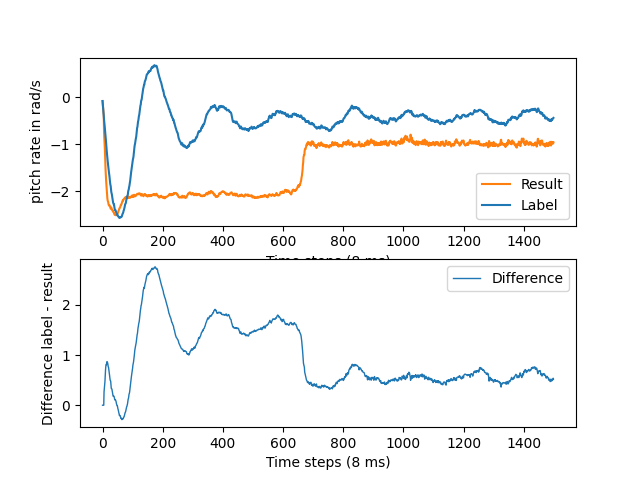 pitch rate in rad/s
0
−1
−2
Result
Label
0 200 400 600 800 1000 1200 1400
Time steps (8 ms)
Difference label - result
2
1
0
Difference
0 200 400 600 800 1000 1200 1400
Time steps (8 ms)